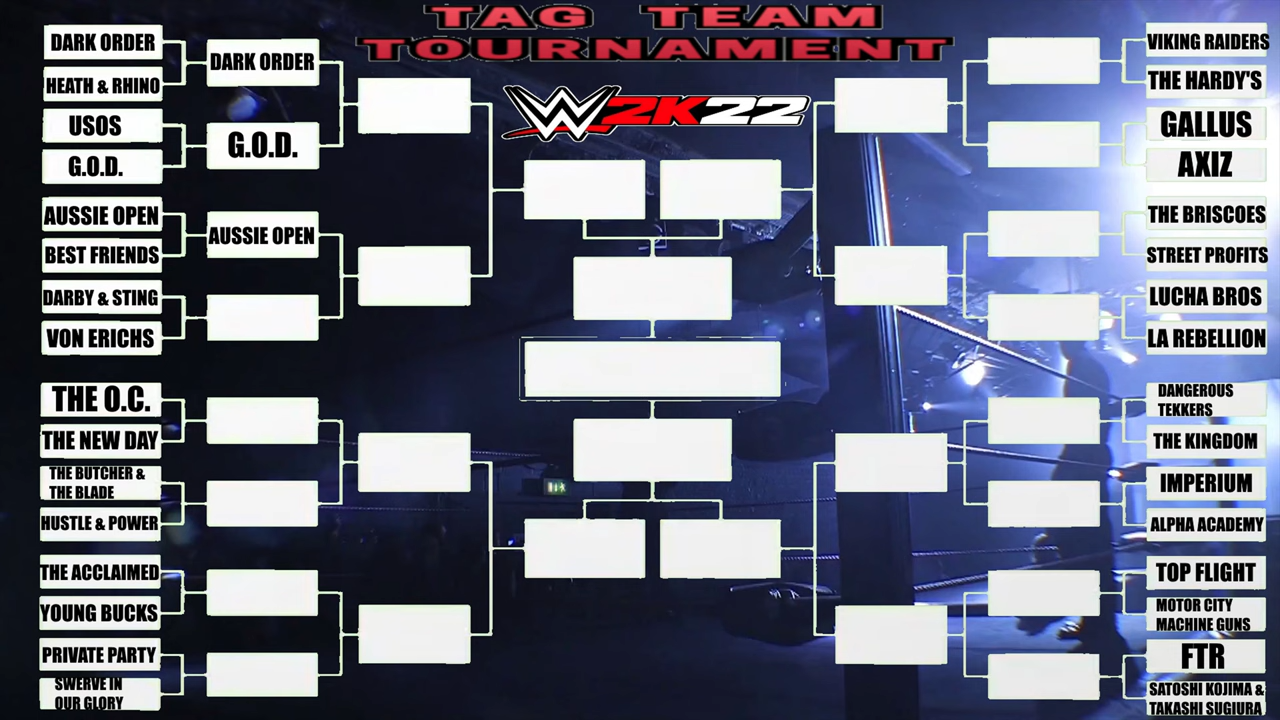 TAG TEAM
TOURNAMENT
W 2K22
DARK ORDER
HEATH & RHINO
USOS
G.O.D.
AUSSIE OPEN
BEST FRIENDS
DARBY & STING
VON ERICHS
THE O.C.
THE NEW DAY
THE BUTCHER &
THE BLADE
HUSTLE & POWER
THE ACCLAIMED
YOUNG BUCKS
PRIVATE PARTY
SWERVE IN
OUR GLORY
DARK ORDER
G.O.D.
AUSSIE OPEN
VIKING RAIDERS
THE HARDY'S
GALLUS
AXIZ
THE BRISCOES
STREET PROFITS
LUCHA BROS
LA REBELLION
DANGEROUS
TEKKERS
THE KINGDOM
IMPERIUM
ALPHA ACADEMY
TOP FLIGHT
MOTOR CITY
MACHINE GUNS
FTR
SATOSHI KOJIMA &
TAKASHI SUGIURA